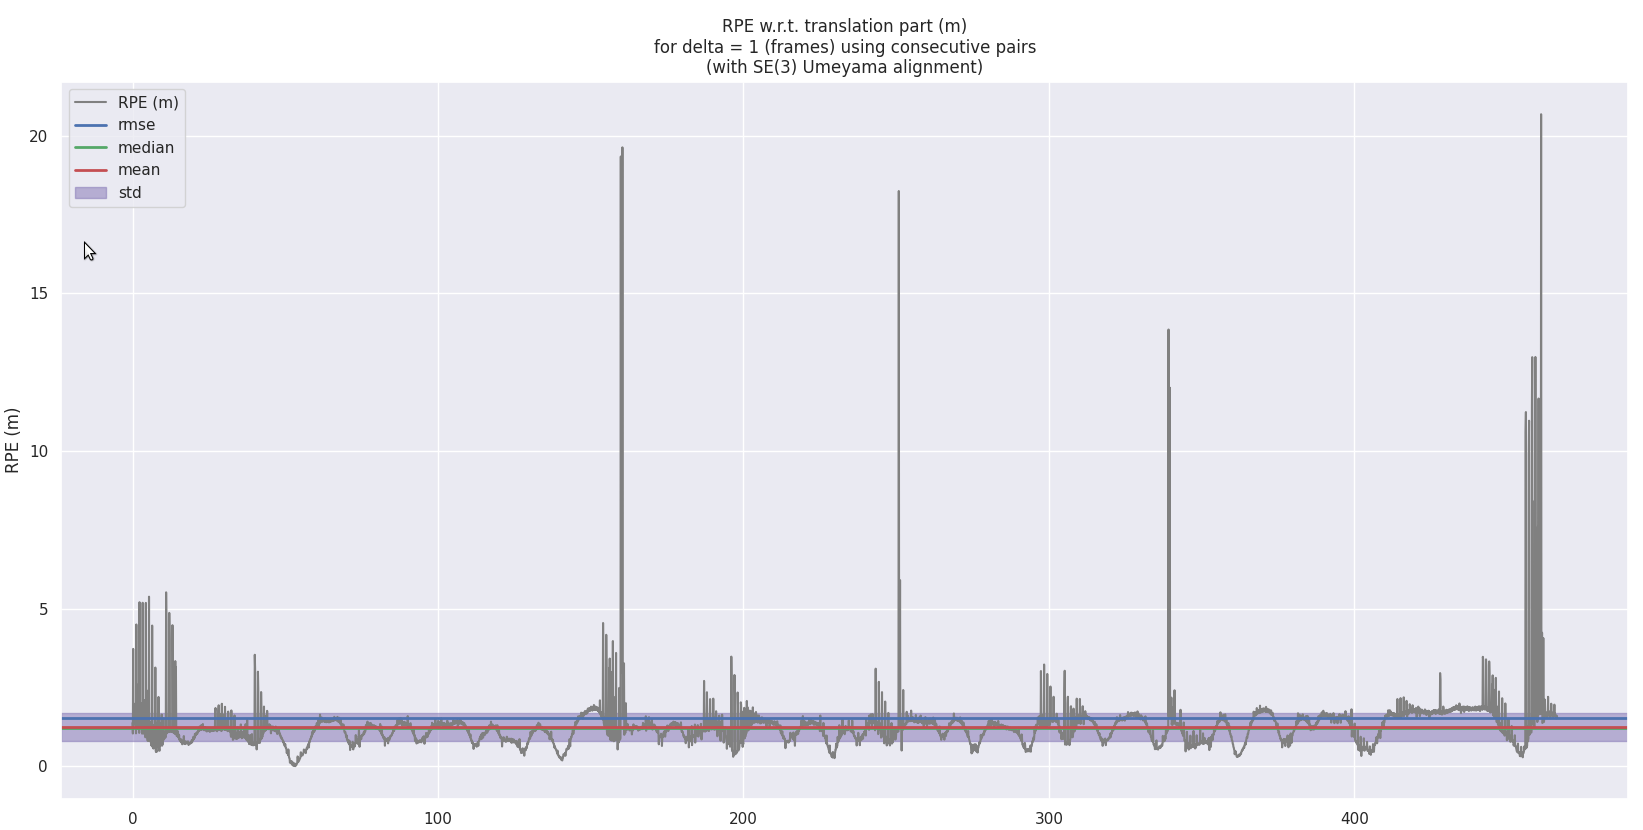 RPE w.r.t. translation part (m)
for delta = 1 (frames) using consecutive pairs
(with SE(3) Umeyama alignment)
RPE (m)
rmse
median
mean
std
20
15
10
5
0
RPE (m)
0
100
200
300
400